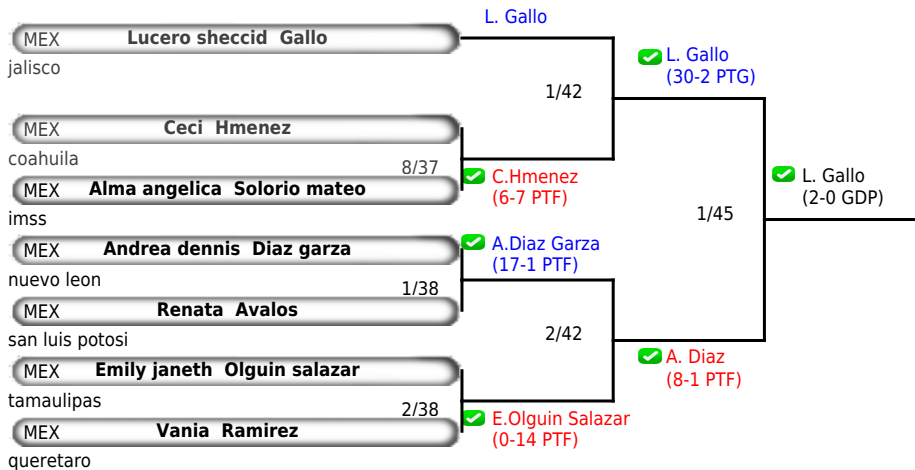 L. Gallo
MEX Lucero sheccid Gallo
jalisco
L. Gallo
(30-2 PTG)
1/42
MEX Ceci Hmenez
coahuila
8/37
MEX Alma angelica Solorio mateo
imss
C.Hmenez
(6-7 PTF)
L. Gallo
(2-0 GDP)
1/45
MEX Andrea dennis Diaz garza
nuevo leon
A.Diaz Garza
(17-1 PTF)
1/38
MEX Renata Avalos
san luis potosi
2/42
MEX Emily janeth Olguin salazar
tamaulipas
A. Diaz
(8-1 PTF)
2/38
MEX Vania Ramirez
queretaro
E.Olguin Salazar
(0-14 PTF)